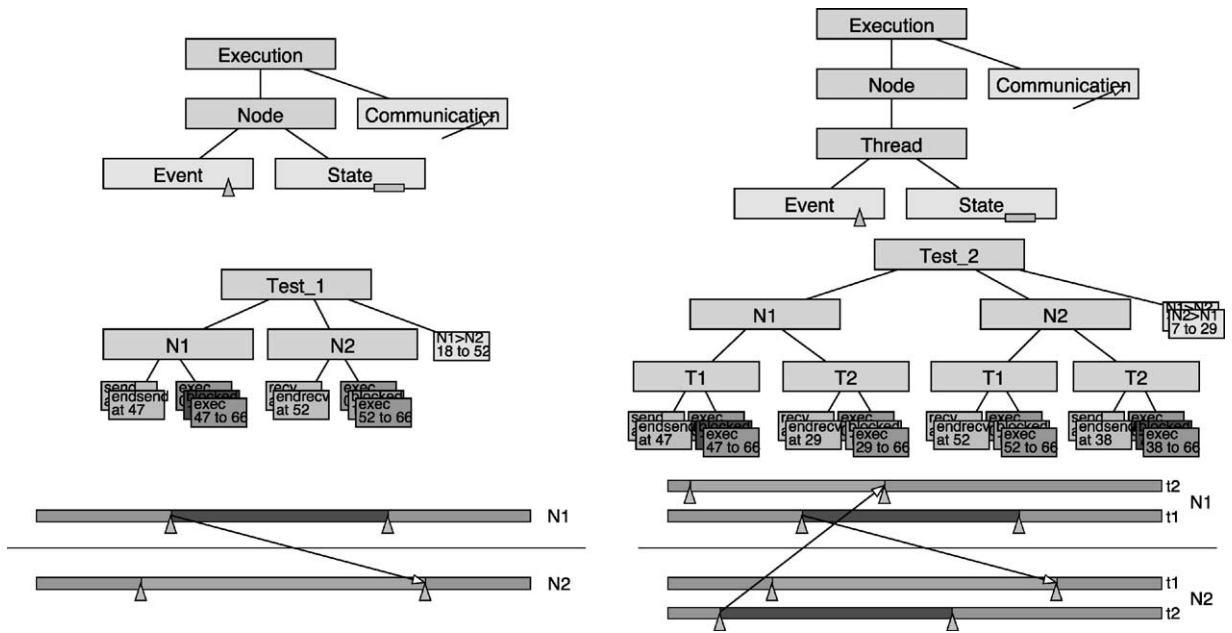 Execution
Node
Communication
Event
State
Test_1
N1
N2
N1>N2
18 to 52
send
endsend
at 47
exec
blocked
exec
47 to 66
recv
endrecv
at 52
exec
blocked
exec
52 to 66
N1
N2
Execution
Node
Communication
Thread
Event
State
Test_2
N1
N2
N1>N2
N2>N1
7 to 29
T1
T2
T1
T2
send
endsend
at 47
exec
blocked
exec
47 to 66
recv
endrecv
at 29
exec
blocked
exec
29 to 66
recv
endrecv
at 52
exec
blocked
exec
52 to 66
send
endsend
at 38
exec
blocked
exec
38 to 66
t2
N1
t1
t1
N2
t2